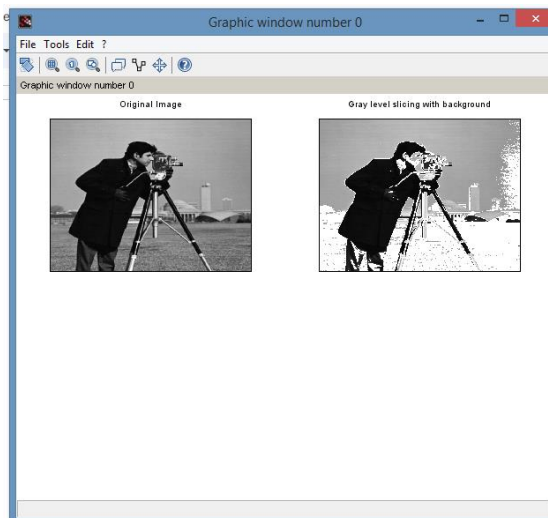 Graphic window number 0
File Tools Edit ?
Graphic window number 0
Original Image
Gray level slicing with background